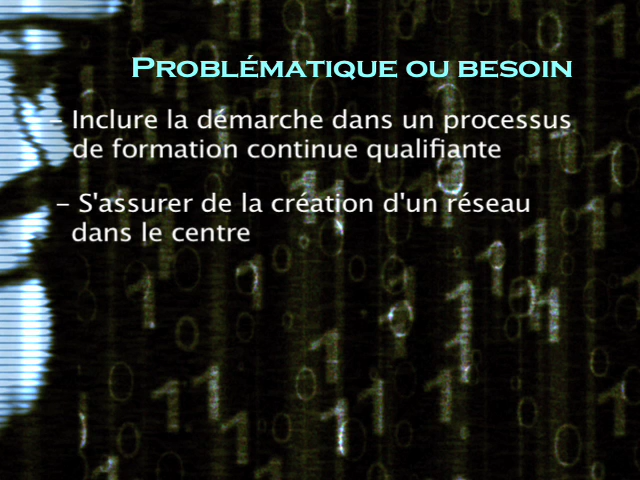 Problématique ou besoin
- Inclure la démarche dans un processus
de formation continue qualifiante
- S'assurer de la création d'un réseau
dans le centre